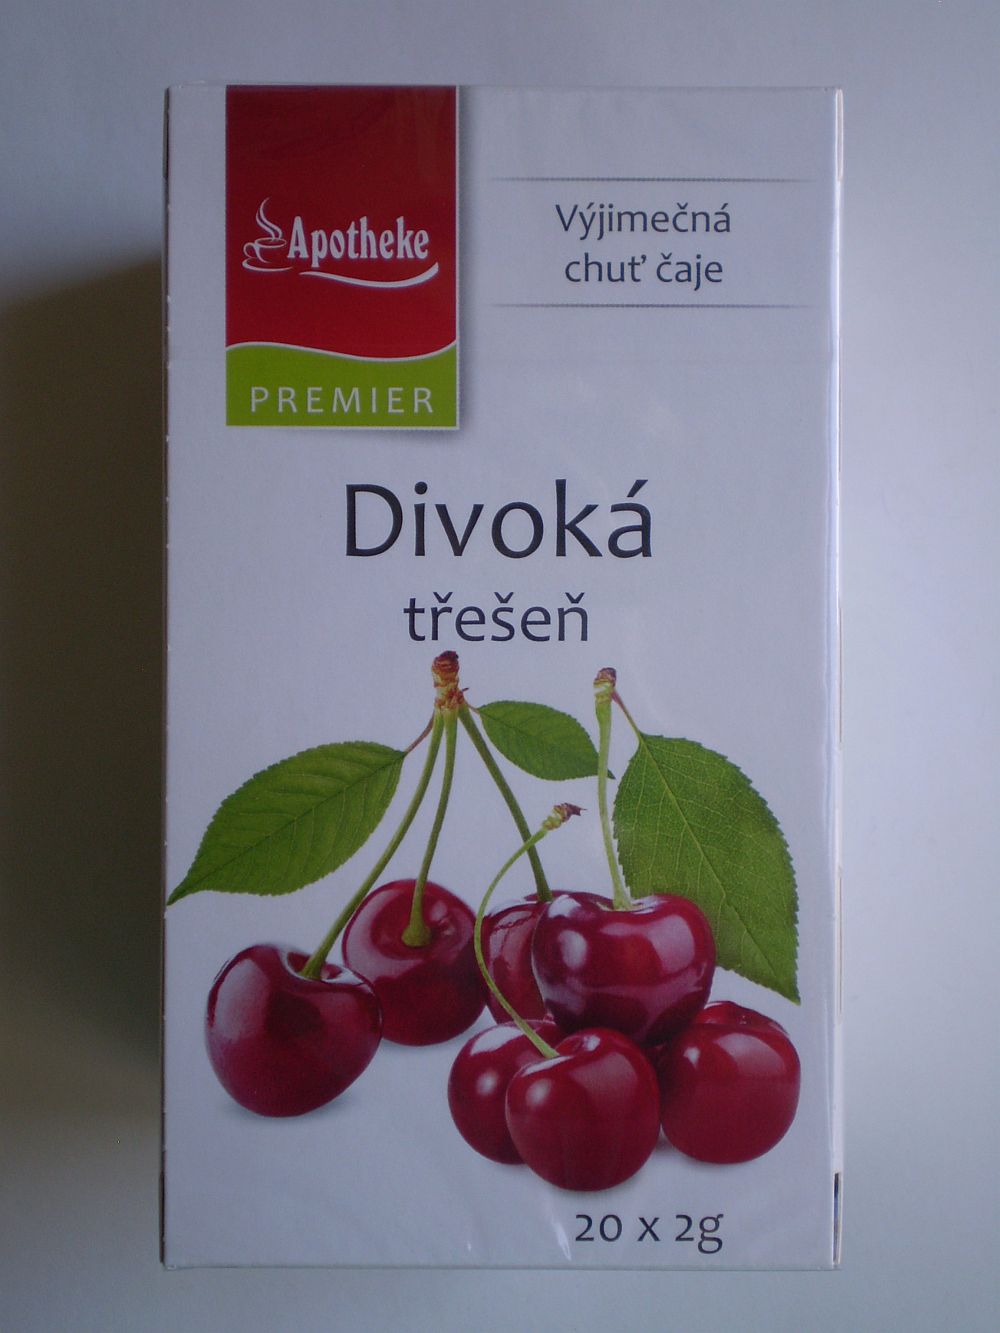 Apotheke
PREMIER
Výjimečná
chuť čaje
Divoká
třešeň
20 x 2g